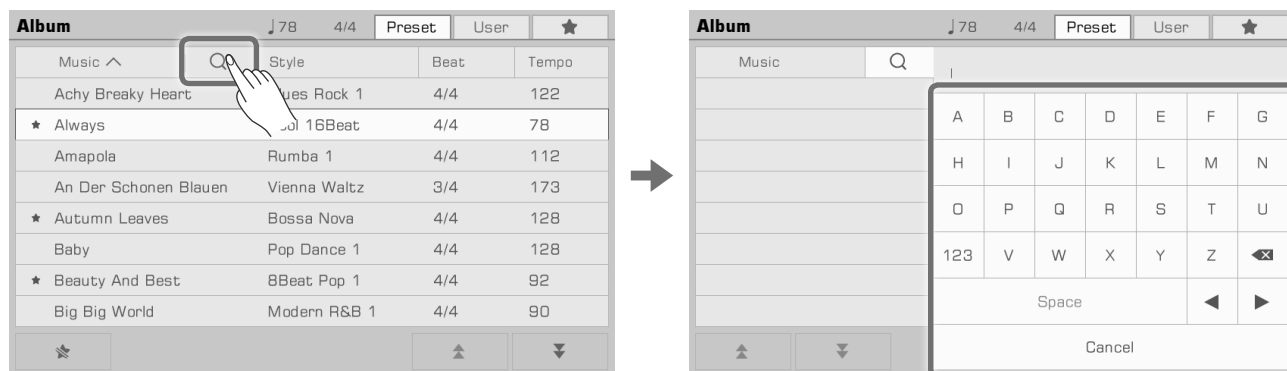 Album ♩78 4/4 Preset User
Music Style Beat Tempo
Achy Breaky Heart Rock 1 4/4 122
Always 16Beat 4/4 78
Amapola Rumba 1 4/4 112
An Der Schonen Blauen Vienna Waltz 3/4 173
Autumn Leaves Bossa Nova 4/4 128
Baby Pop Dance 1 4/4 128
Beauty And Best 8Beat Pop 1 4/4 92
Big Big World Modern R&B 1 4/4 90
Album ♩78 4/4 Preset User
Music
A B C D E F G
H I J K L M N
O P Q R S T U
123 V W X Y Z
Space
Cancel